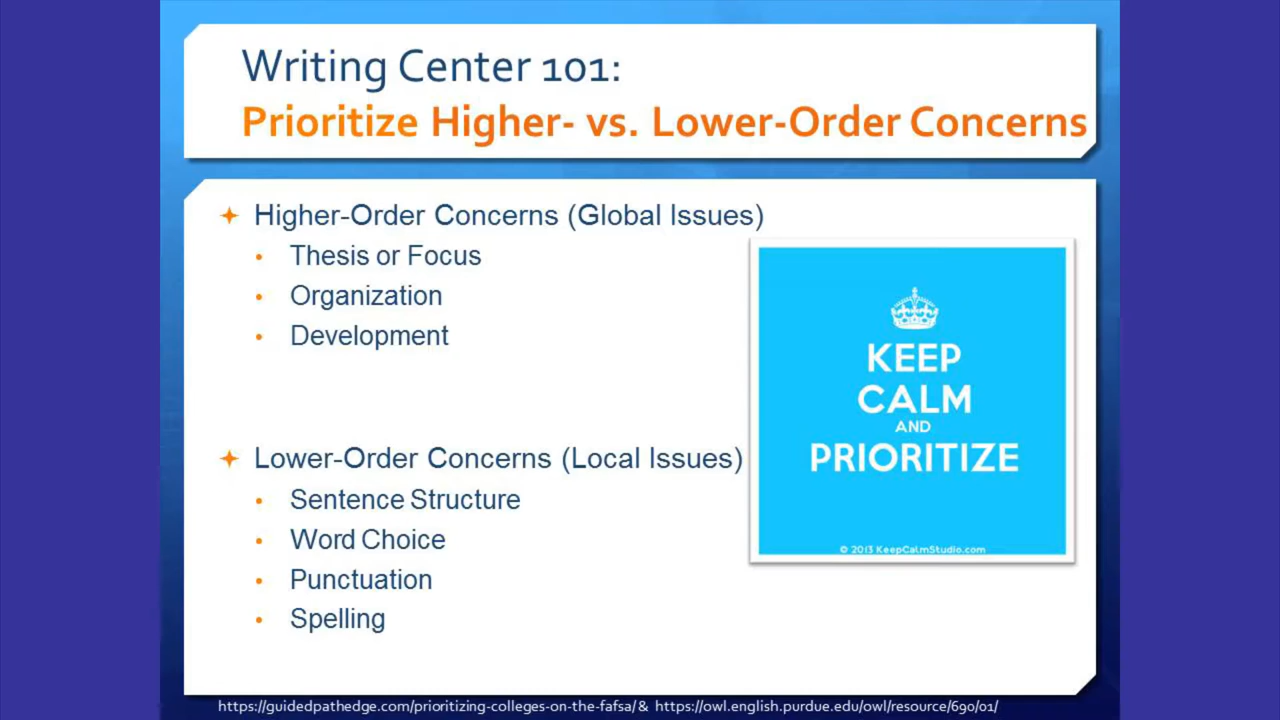 Writing Center 101:
Prioritize Higher- vs. Lower-Order Concerns
Higher-Order Concerns (Global Issues)
Thesis or Focus
Organization
Development
Lower-Order Concerns (Local Issues)
Sentence Structure
Word Choice
Punctuation
Spelling
KEEP
CALM
AND
PRIORITIZE
© 2013 KeepCalmStudio.com
https://guidedpathedge.com/prioritizing-colleges-on-the-fafsa/ & https://owl.english.purdue.edu/owl/resource/690/01/